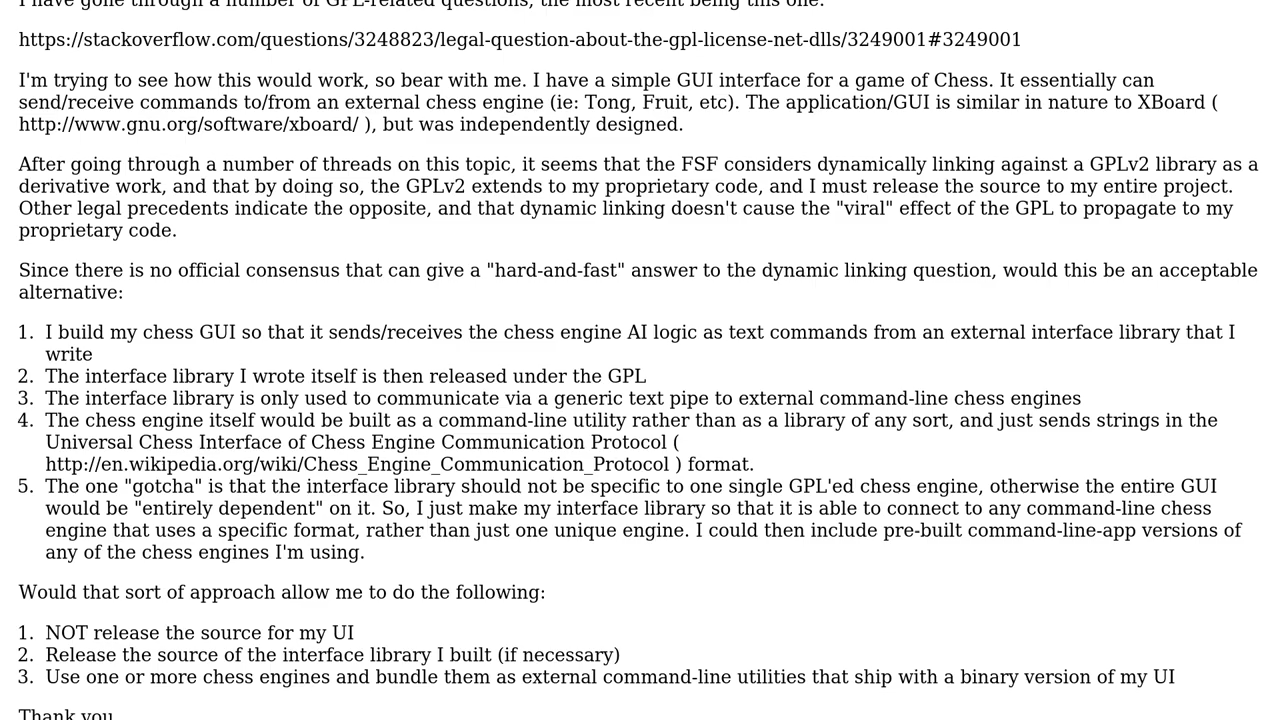 I have gone through a number of GPL-related questions, the most recent being this one:
https://stackoverflow.com/questions/3248823/legal-question-about-the-gpl-license-net-dlls/3249001#3249001
I'm trying to see how this would work, so bear with me. I have a simple GUI interface for a game of Chess. It essentially can
send/receive commands to/from an external chess engine (ie: Tong, Fruit, etc). The application/GUI is similar in nature to XBoard (
http://www.gnu.org/software/xboard/ ), but was independently designed.
After going through a number of threads on this topic, it seems that the FSF considers dynamically linking against a GPLv2 library as a
derivative work, and that by doing so, the GPLv2 extends to my proprietary code, and I must release the source to my entire project.
Other legal precedents indicate the opposite, and that dynamic linking doesn't cause the "viral" effect of the GPL to propagate to my
proprietary code.
Since there is no official consensus that can give a "hard-and-fast" answer to the dynamic linking question, would this be an acceptable
alternative:
1. I build my chess GUI so that it sends/receives the chess engine AI logic as text commands from an external interface library that I
write
2. The interface library I wrote itself is then released under the GPL
3. The interface library is only used to communicate via a generic text pipe to external command-line chess engines
4. The chess engine itself would be built as a command-line utility rather than as a library of any sort, and just sends strings in the
Universal Chess Interface of Chess Engine Communication Protocol (
http://en.wikipedia.org/wiki/Chess_Engine_Communication_Protocol ) format.
5. The one "gotcha" is that the interface library should not be specific to one single GPL'ed chess engine, otherwise the entire GUI
would be "entirely dependent" on it. So, I just make my interface library so that it is able to connect to any command-line chess
engine that uses a specific format, rather than just one unique engine. I could then include pre-built command-line-app versions of
any of the chess engines I'm using.
Would that sort of approach allow me to do the following:
1. NOT release the source for my UI
2. Release the source of the interface library I built (if necessary)
3. Use one or more chess engines and bundle them as external command-line utilities that ship with a binary version of my UI
Thank you